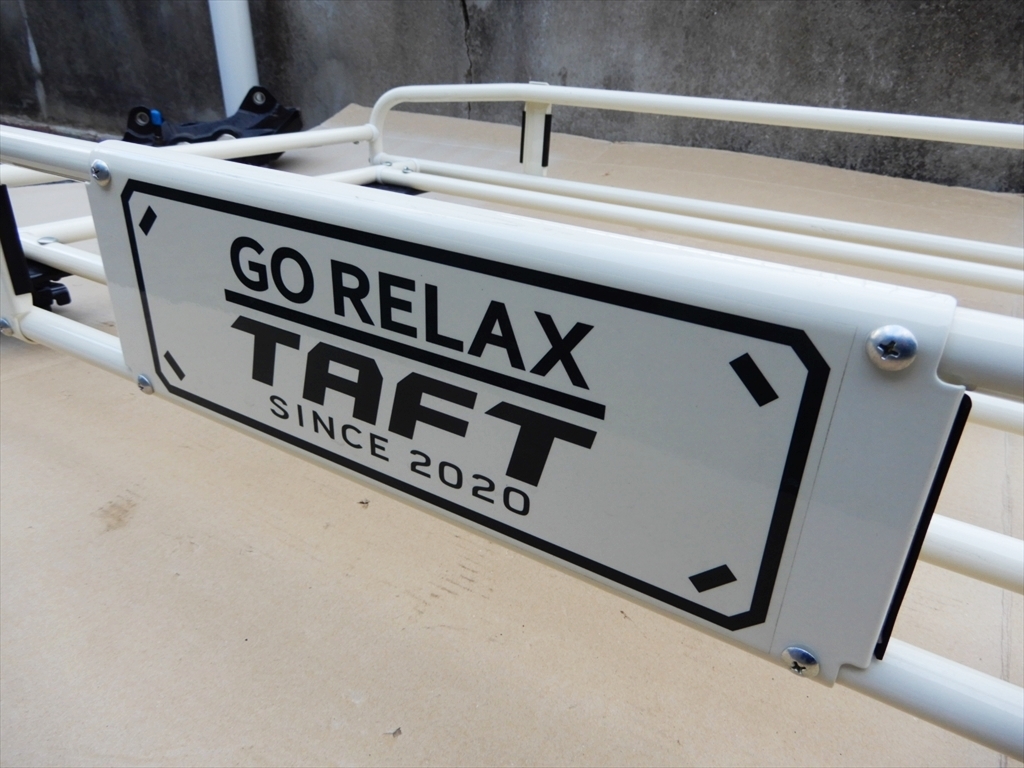 GO RELAX
TAFT
SINCE 2020